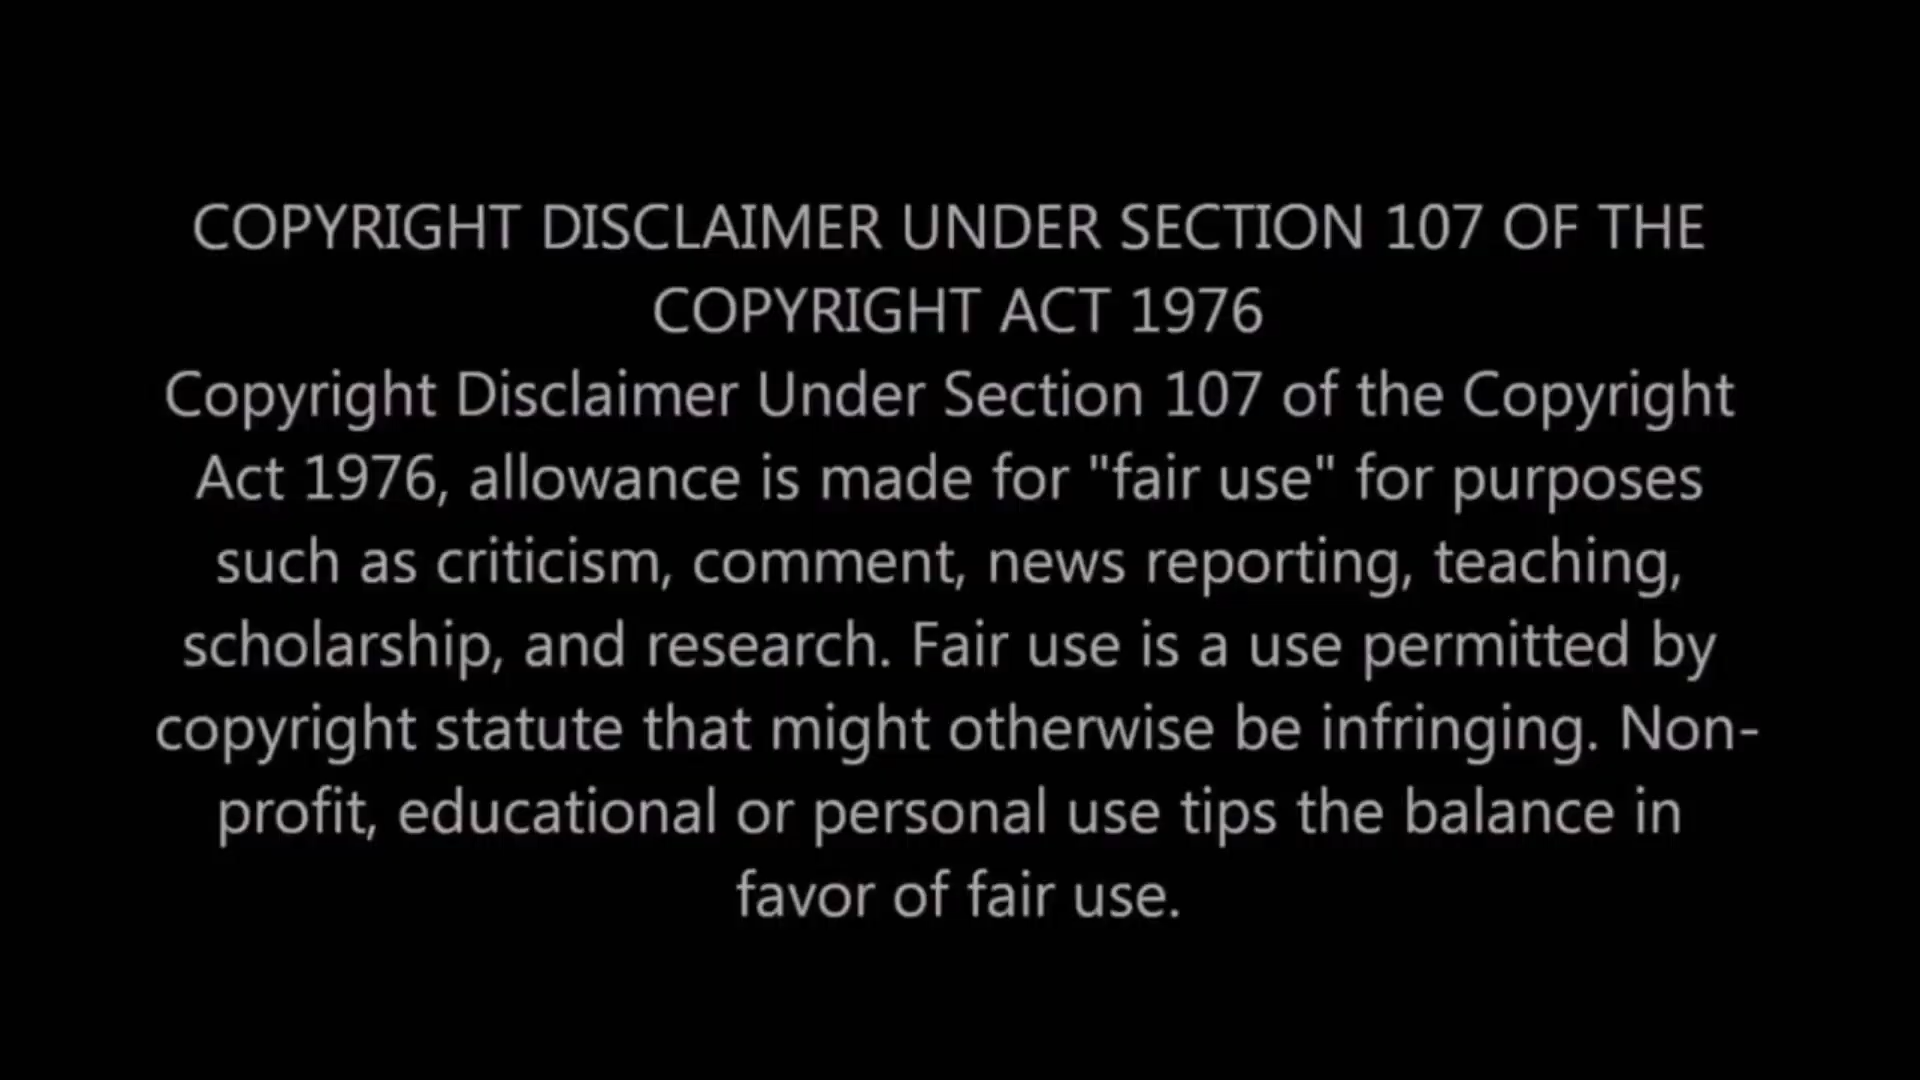 COPYRIGHT DISCLAIMER UNDER SECTION 107 OF THE
COPYRIGHT ACT 1976
Copyright Disclaimer Under Section 107 of the Copyright
Act 1976, allowance is made for "fair use" for purposes
such as criticism, comment, news reporting, teaching,
scholarship, and research. Fair use is a use permitted by
copyright statute that might otherwise be infringing. Non-
profit, educational or personal use tips the balance in
favor of fair use.